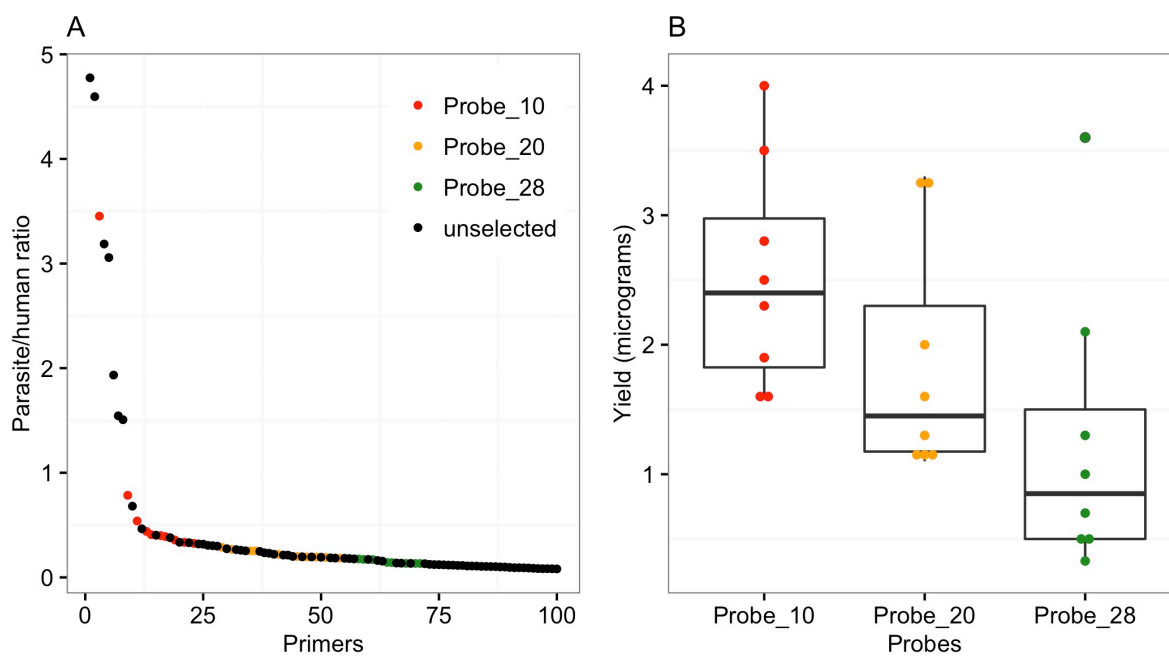 A
5
4
3
2
1
0
Parasite/human ratio
Probe_10
Probe_20
Probe_28
unselected
0 25 50 75 100
Primers
B
4
3
2
1
Yield (micrograms)
Probe_10 Probe_20 Probe_28
Probes